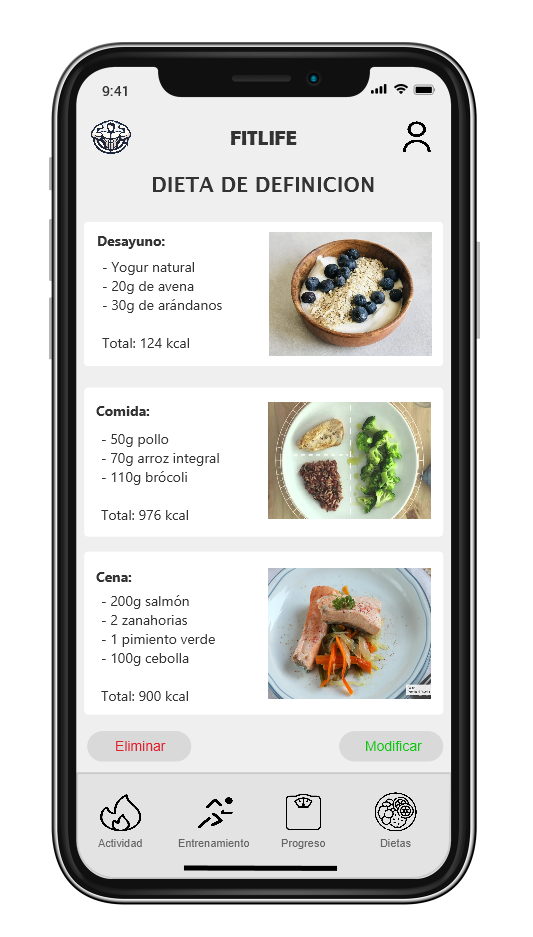 9:41
FITLIFE
DIETA DE DEFINICION
Desayuno:
- Yogur natural
- 20g de avena
- 30g de arándanos
Total: 124 kcal
Comida:
- 50g pollo
- 70g arroz integral
- 110g brócoli
Total: 976 kcal
Cena:
- 200g salmón
- 2 zanahorias
- 1 pimiento verde
- 100g cebolla
Total: 900 kcal
Eliminar
Modificar
Actividad
Entrenamiento
Progreso
Dietas